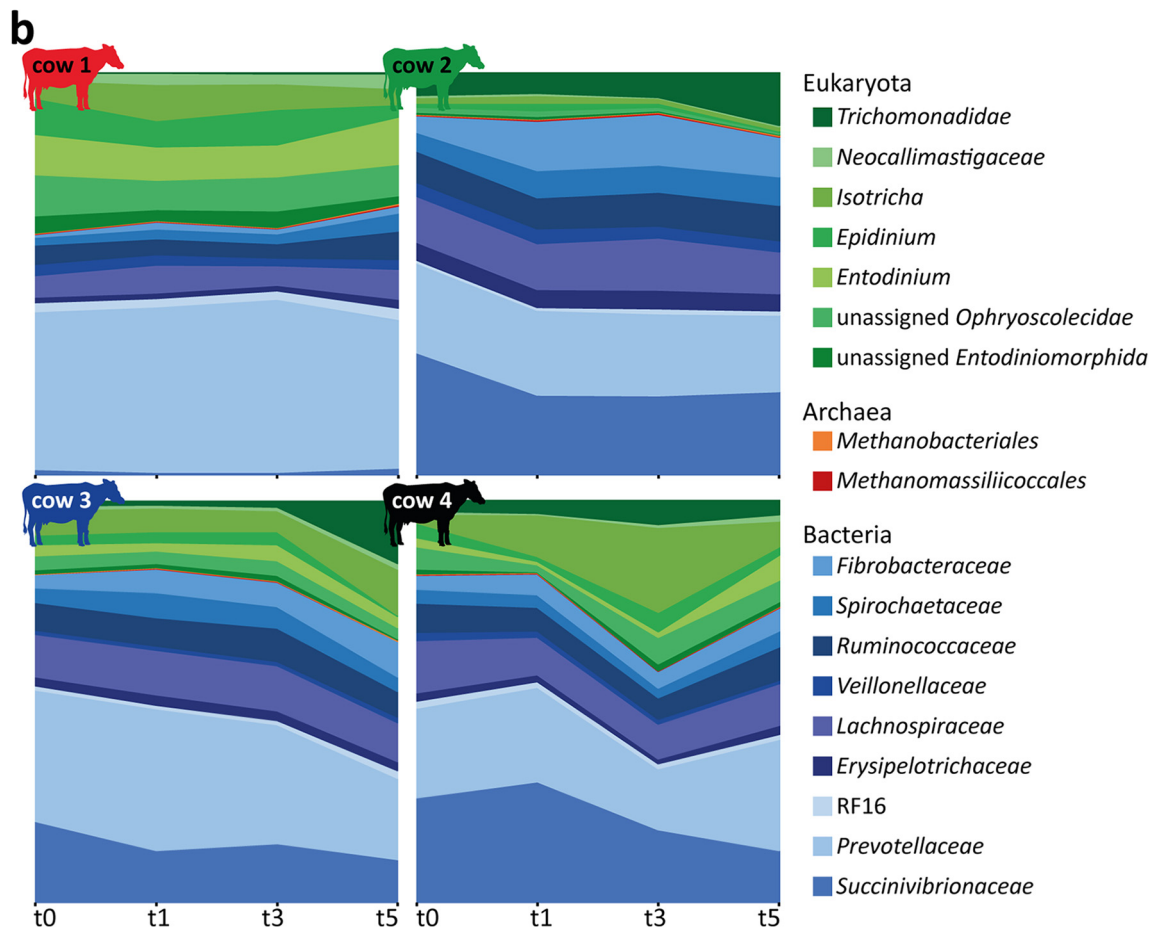 b
cow 1
cow 2
cow 3
cow 4
t0 t1 t3 t5
t0 t1 t3 t5
Eukaryota
Trichomonadidae
Neocallimastigaceae
Isotricha
Epidinium
Entodinium
unassigned Ophryoscolecidae
unassigned Entodiniomorphida
Archaea
Methanobacteriales
Methanomassiliicoccales
Bacteria
Fibrobacteraceae
Spirochaetaceae
Ruminococcaceae
Veillonellaceae
Lachnospiraceae
Erysipelotrichaceae
RF16
Prevotellaceae
Succinivibrionaceae